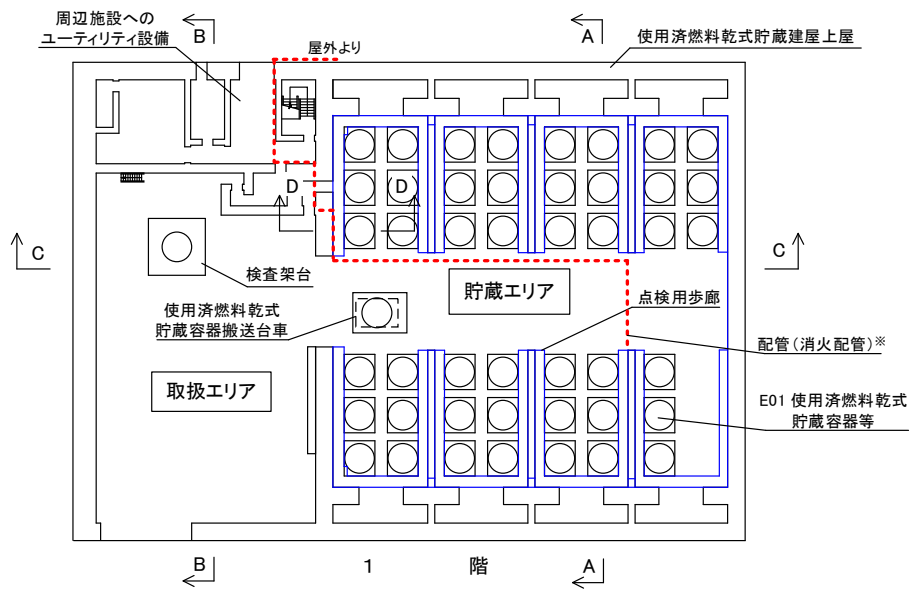 周辺施設への
ユーティリティ設備
B
屋外より
A
使用済燃料乾式貯蔵建屋上屋
D
(D)
C
C
検査架台
貯蔵エリア
点検用歩廊
使用済燃料乾式
貯蔵容器搬送台車
配管(消火配管)※
取扱エリア
E01 使用済燃料乾式
貯蔵容器等
B
1 階
A